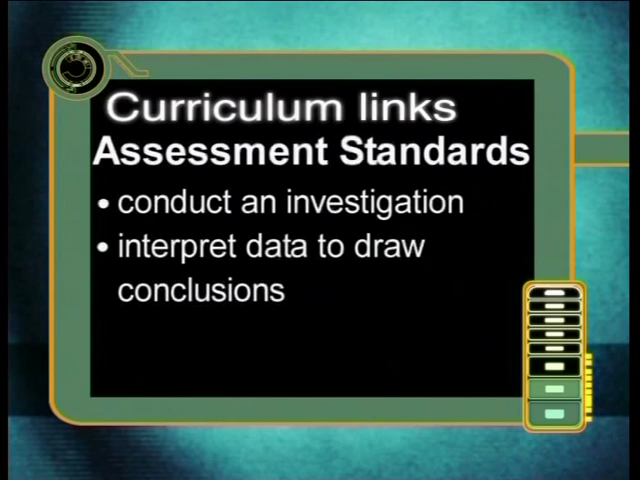 Curriculum links
Assessment Standards
• conduct an investigation
• interpret data to draw
conclusions